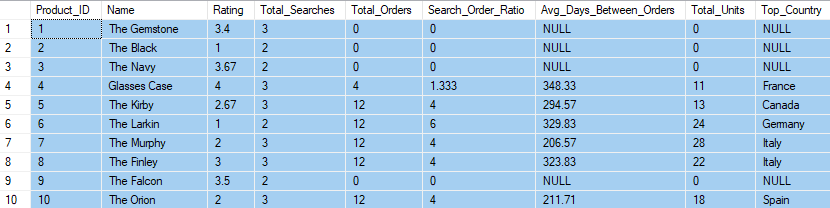 Product_ID Name Rating Total_Searches Total_Orders Search_Order_Ratio Avg_Days_Between_Orders Total_Units Top_Country
1 1 The Gemstone 3.4 3 0 0 NULL 0 NULL
2 2 The Black 1 2 0 0 NULL 0 NULL
3 3 The Navy 3.67 2 0 0 NULL 0 NULL
4 4 Glasses Case 4 3 4 1.333 348.33 11 France
5 5 The Kirby 2.67 3 12 4 294.57 13 Canada
6 6 The Larkin 1 2 12 6 329.83 24 Germany
7 7 The Murphy 2 3 12 4 206.57 28 Italy
8 8 The Finley 3 3 12 4 323.83 22 Italy
9 9 The Falcon 3.5 2 0 0 NULL 0 NULL
10 10 The Orion 2 3 12 4 211.71 18 Spain